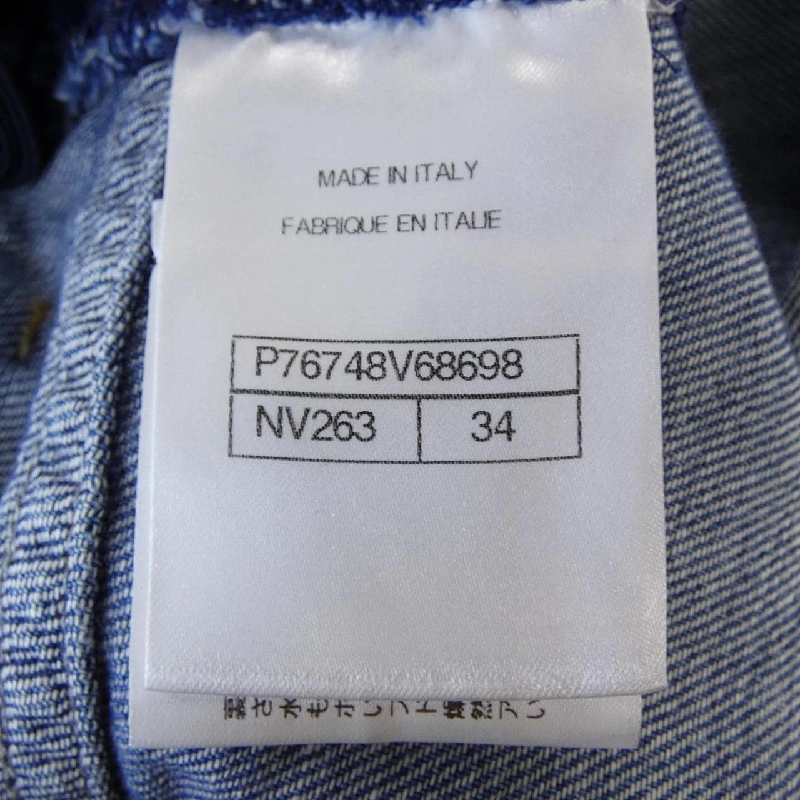 MADE IN ITALY
FABRIQUE EN ITALIE
P76748V68698
NV263 34